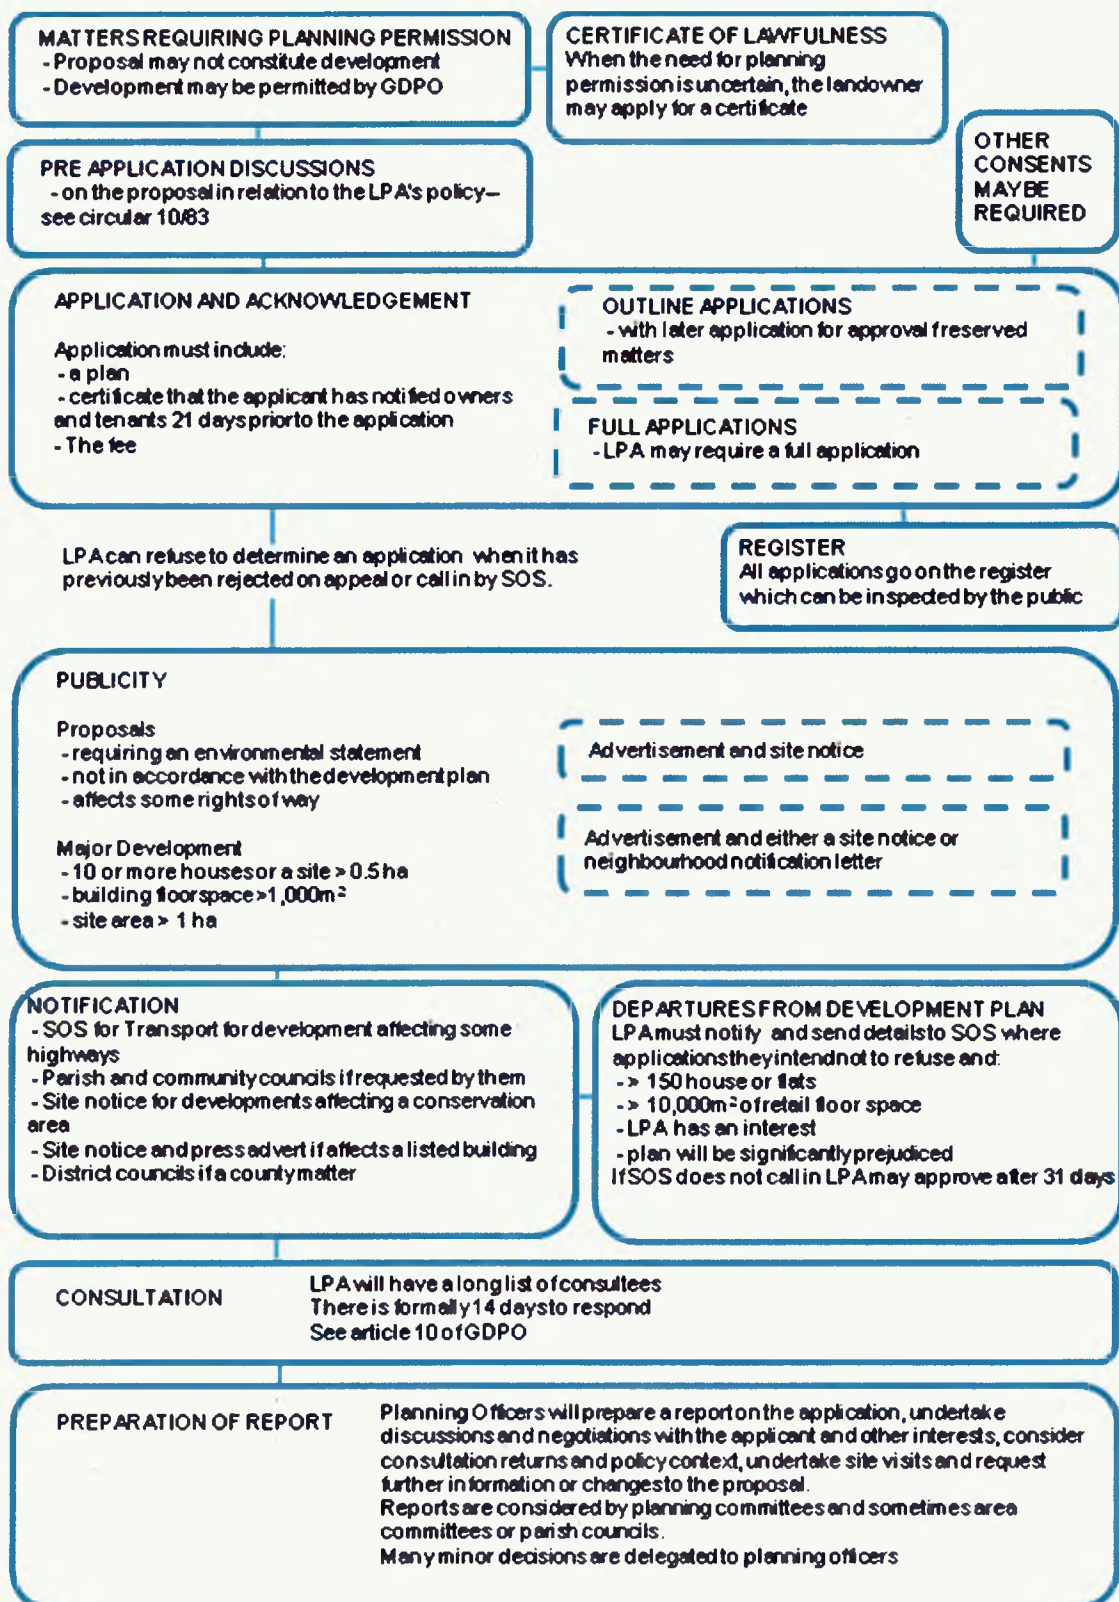 MATTERS REQUIRING PLANNING PERMISSION
- Proposal may not constitute development
- Development may be permitted by GDPO
CERTIFICATE OF LAWFULNESS
When the need for planning
permission is uncertain, the landowner
may apply for a certificate
OTHER
CONSENTS
MAY BE
REQUIRED
PRE APPLICATION DISCUSSIONS
- on the proposal in relation to the LPA's policy–
see circular 10/83
APPLICATION AND ACKNOWLEDGEMENT
Application must include:
- a plan
- certificate that the applicant has notified owners
and tenants 21 days prior to the application
- The fee
OUTLINE APPLICATIONS
- with later application for approval f reserved
matters
FULL APPLICATIONS
- LPA may require a full application
LPA can refuse to determine an application when it has
previously been rejected on appeal or call in by SOS.
REGISTER
All applications go on the register
which can be inspected by the public
PUBLICITY
Proposals
- requiring an environmental statement
- not in accordance with the development plan
- affects some rights of way
Major Development
- 10 or more houses or a site > 0.5 ha
- building floor space >1,000m²
- site area > 1 ha
Advertisement and site notice
Advertisement and either a site notice or
neighbourhood notification letter
NOTIFICATION
- SOS for Transport for development affecting some
highways
- Parish and community councils if requested by them
- Site notice for developments affecting a conservation
area
- Site notice and press advert if affects a listed building
- District councils if a county matter
DEPARTURES FROM DEVELOPMENT PLAN
LPA must notify and send details to SOS where
applications they intend not to refuse and:
- > 150 house or flats
- > 10,000m² of retail floor space
- LPA has an interest
- plan will be significantly prejudiced
If SOS does not call in LPA may approve after 31 days
CONSULTATION
LPA will have a long list of consultees
There is formally 14 days to respond
See article 10 of GDPO
PREPARATION OF REPORT
Planning Officers will prepare a report on the application, undertake
discussions and negotiations with the applicant and other interests, consider
consultation returns and policy context, undertake site visits and request
further information or changes to the proposal.
Reports are considered by planning committees and sometimes area
committees or parish councils.
Many minor decisions are delegated to planning officers